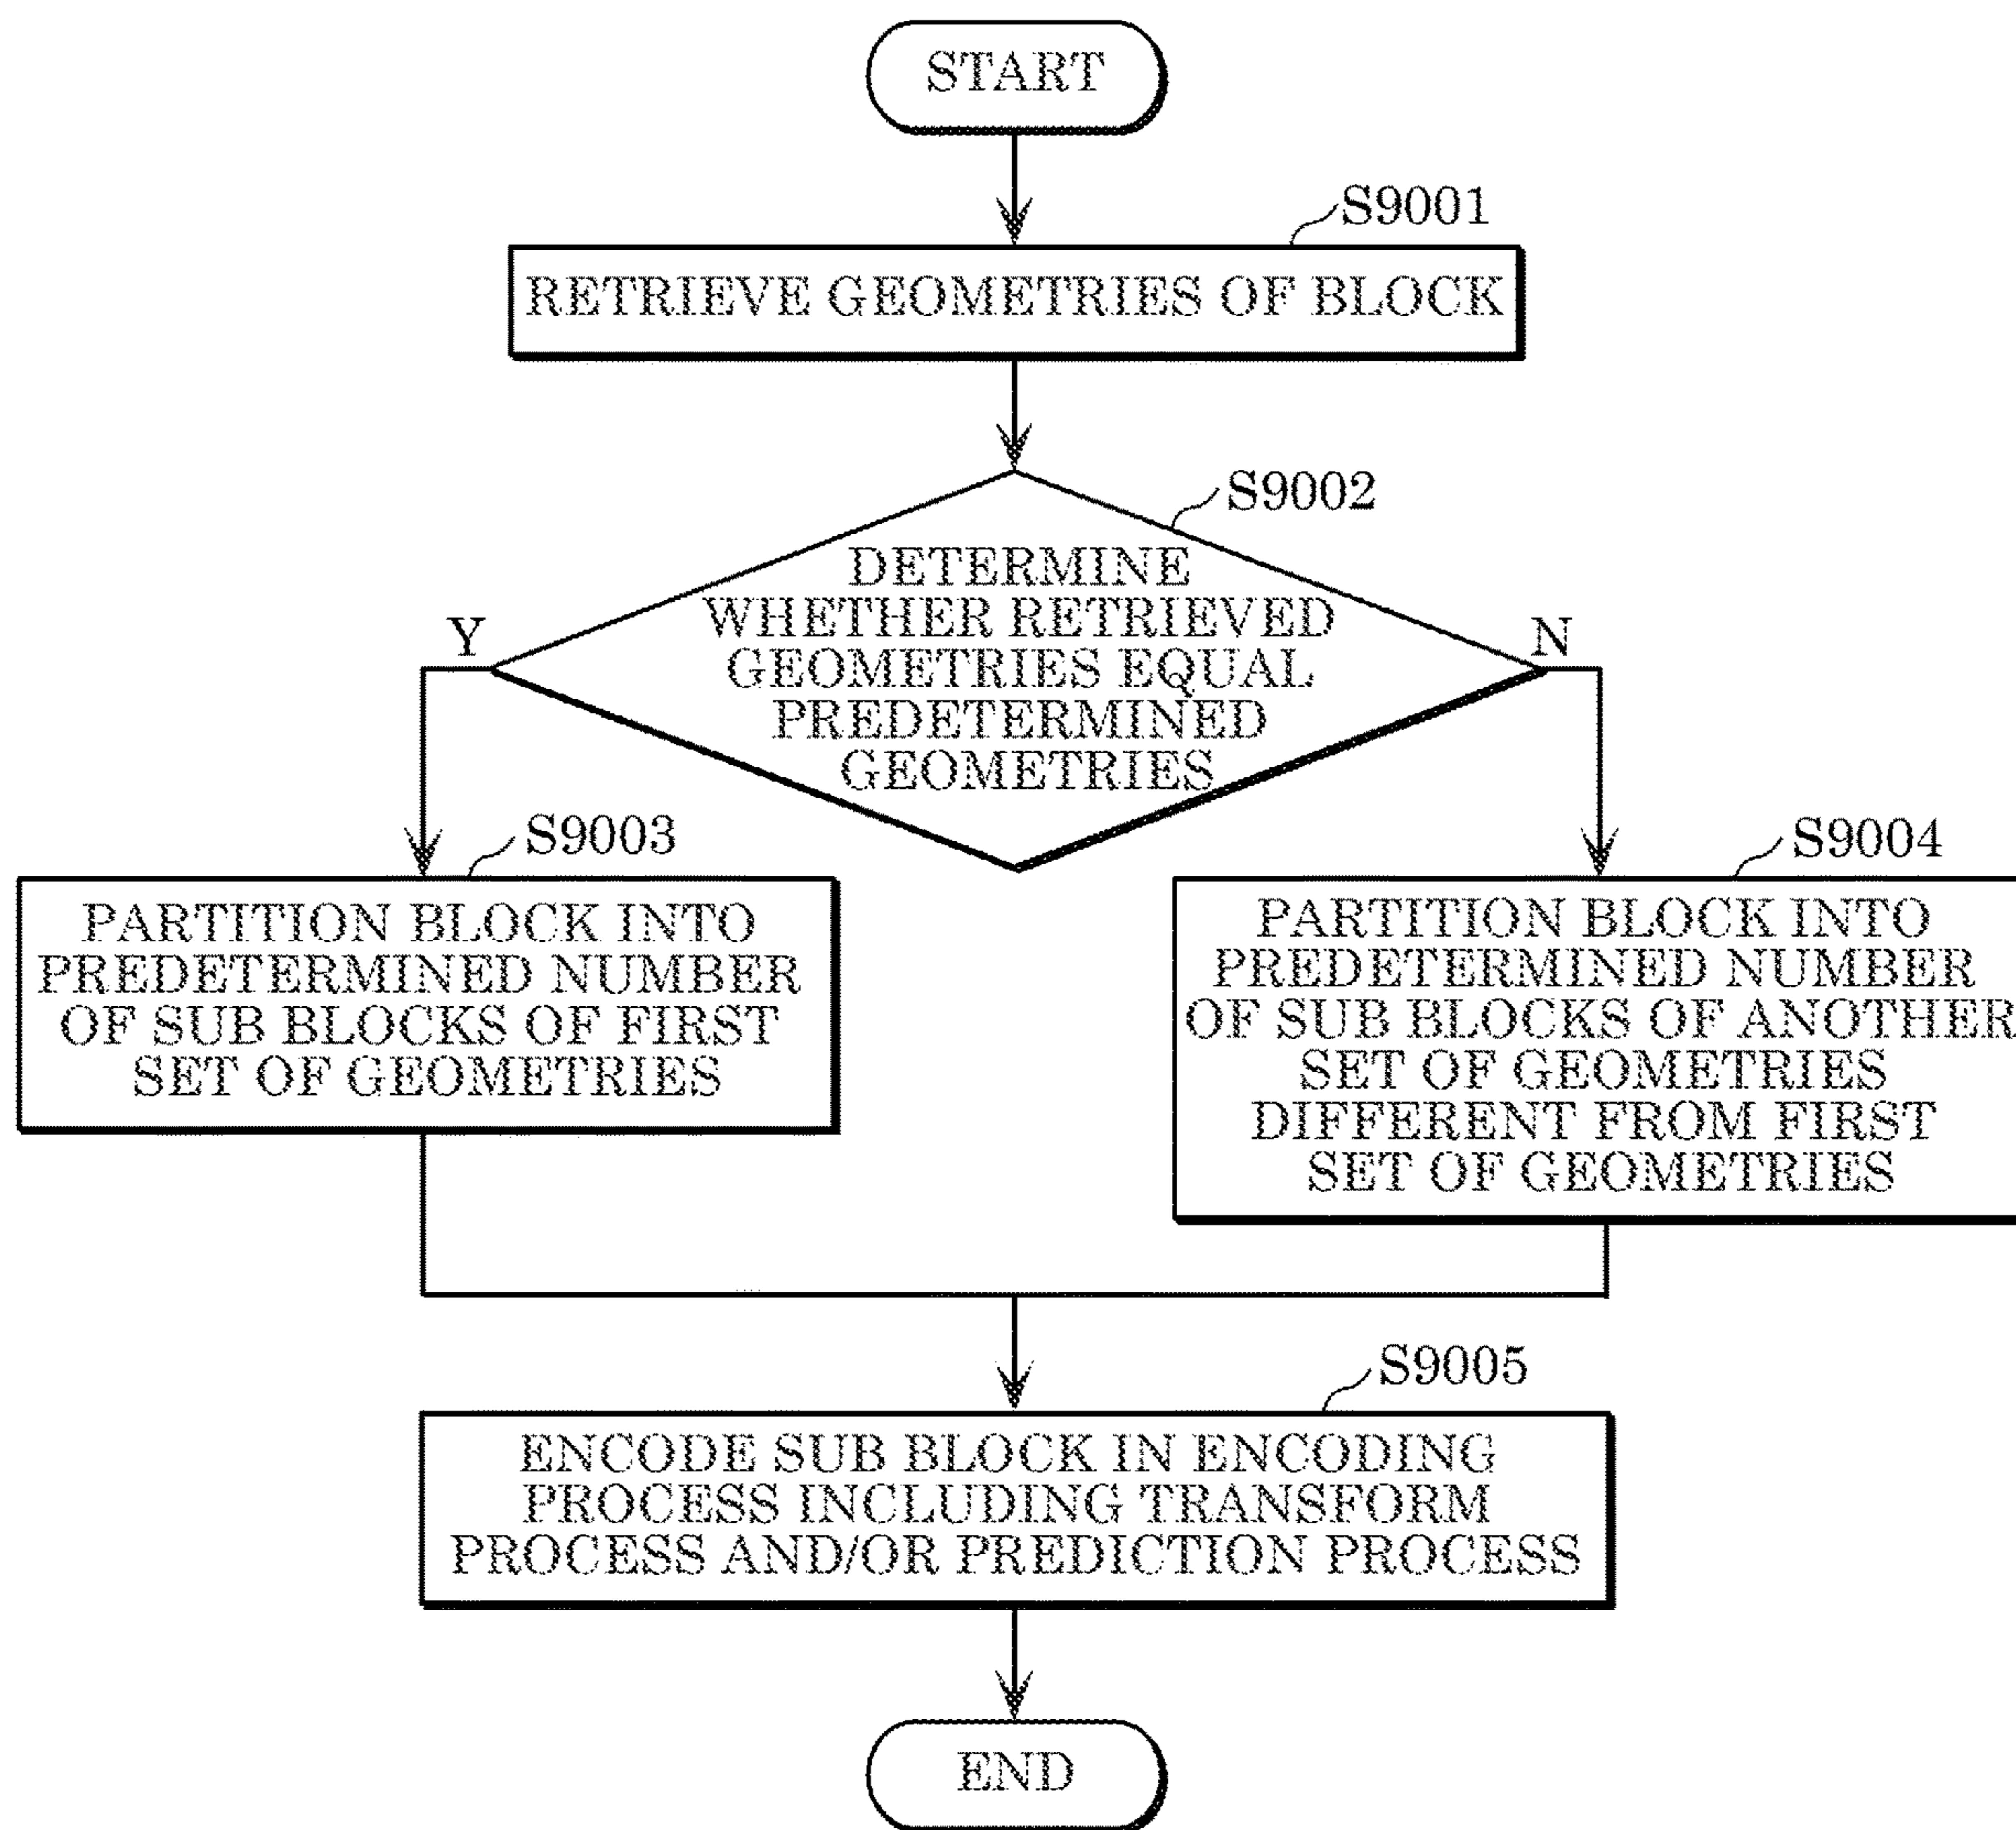 START
S9001
RETRIEVE GEOMETRIES OF BLOCK
S9002
DETERMINE
WHETHER RETRIEVED
GEOMETRIES EQUAL
PREDETERMINED
GEOMETRIES
Y
N
S9003
PARTITION BLOCK INTO
PREDETERMINED NUMBER
OF SUB BLOCKS OF FIRST
SET OF GEOMETRIES
S9004
PARTITION BLOCK INTO
PREDETERMINED NUMBER
OF SUB BLOCKS OF ANOTHER
SET OF GEOMETRIES
DIFFERENT FROM FIRST
SET OF GEOMETRIES
S9005
ENCODE SUB BLOCK IN ENCODING
PROCESS INCLUDING TRANSFORM
PROCESS AND/OR PREDICTION PROCESS
END